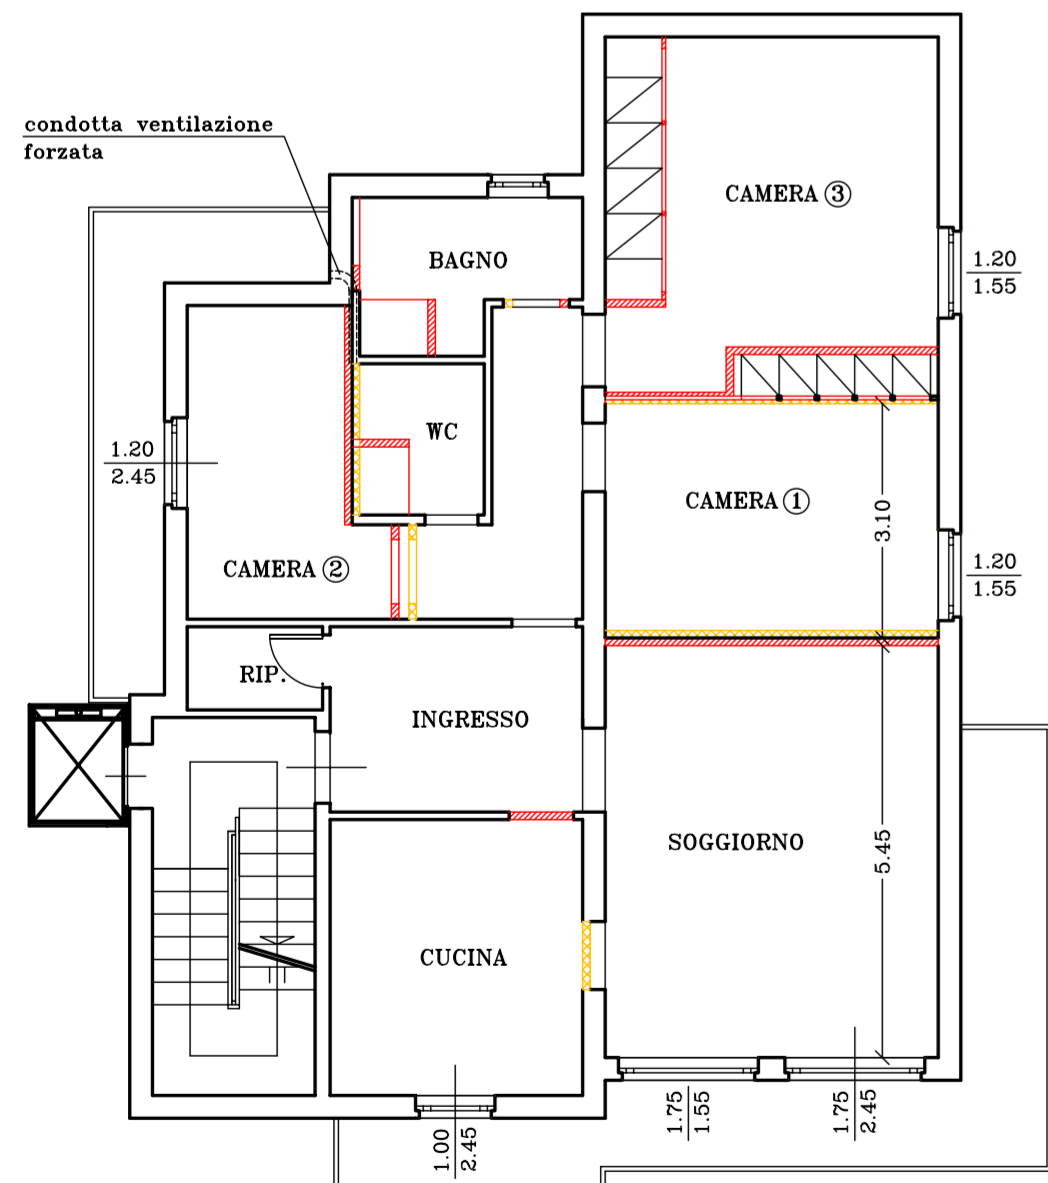 condotta ventilazione
forzata
CAMERA ③
BAGNO
1.20
1.55
WC
1.20
2.45
CAMERA ①
3.10
CAMERA ②
1.20
1.55
RIP.
INGRESSO
SOGGIORNO
5.45
CUCINA
1.75
1.55
1.75
2.45
1.00
2.45